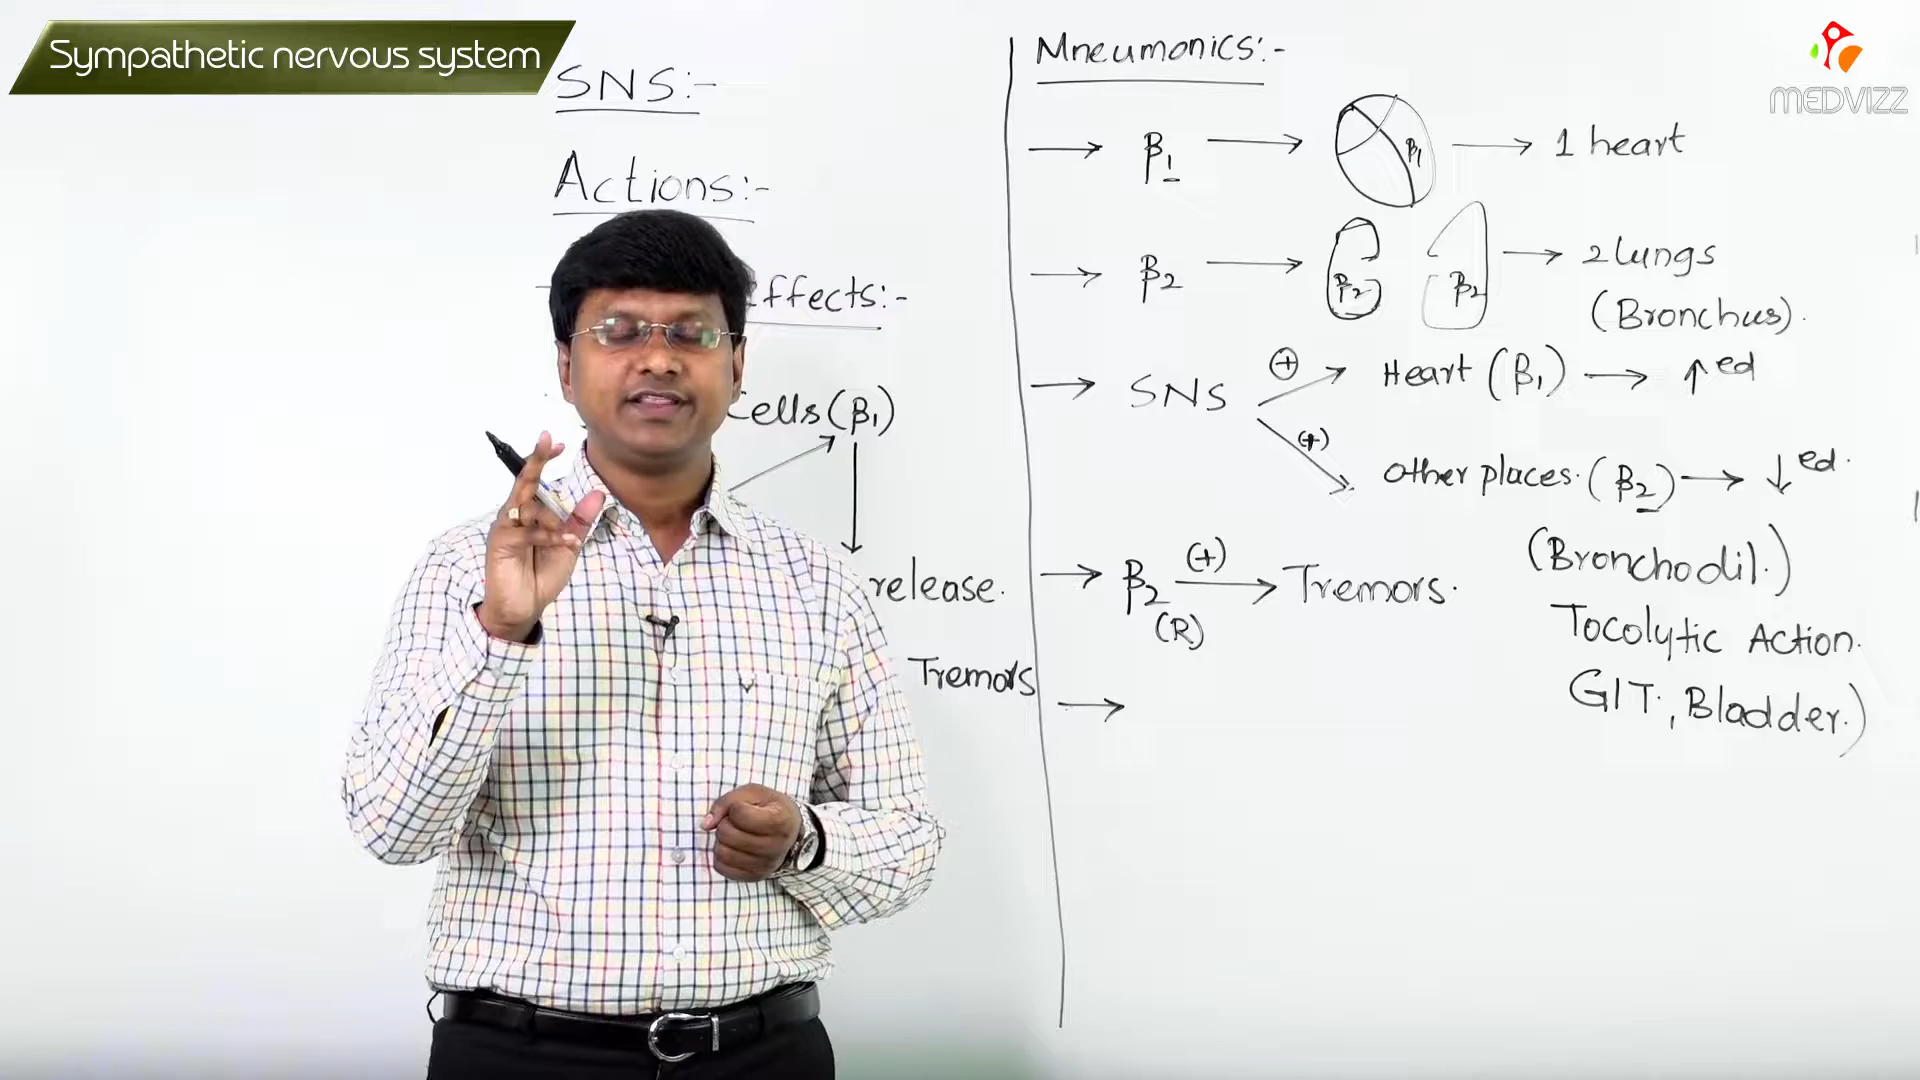 Sympathetic nervous system
MEDVIZZ
SNS:-
Actions:-
ffects:-
Cells (β1)
release.
Tremors
Mneumonics:-
→ β1 → β1 → 1 heart
→ β2 → β2 β2 → 2 lungs
(Bronchus).
→ SNS (+) Heart (β1) → ↑ ed
(+) Other places. (β2) → ↓ ed.
(Bronchodil.)
Tocolytic Action.
GIT., Bladder.)
→ β2 (+) → Tremors.
(R)
→